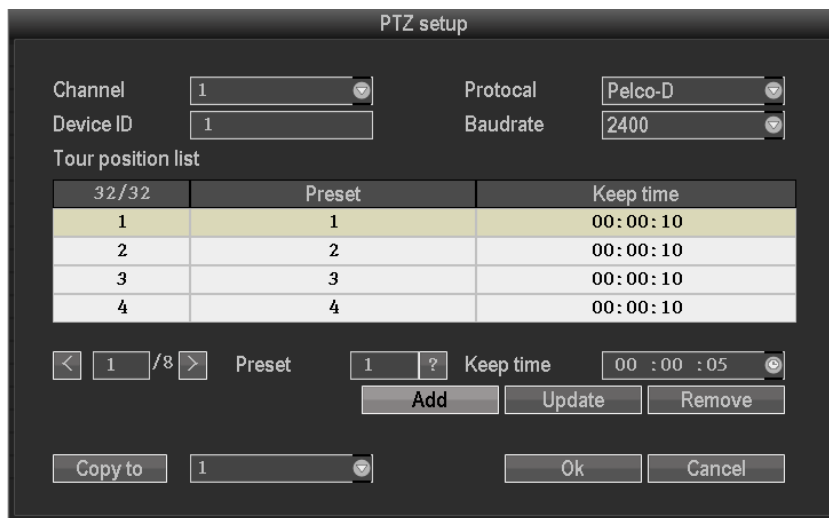 PTZ setup
Channel 1 Protocal Pelco-D
Device ID 1 Baudrate 2400
Tour position list
32/32 Preset Keep time
1 1 00:00:10
2 2 00:00:10
3 3 00:00:10
4 4 00:00:10
< 1 /8 > Preset 1 ? Keep time 00 :00 :05
Add Update Remove
Copy to 1 Ok Cancel